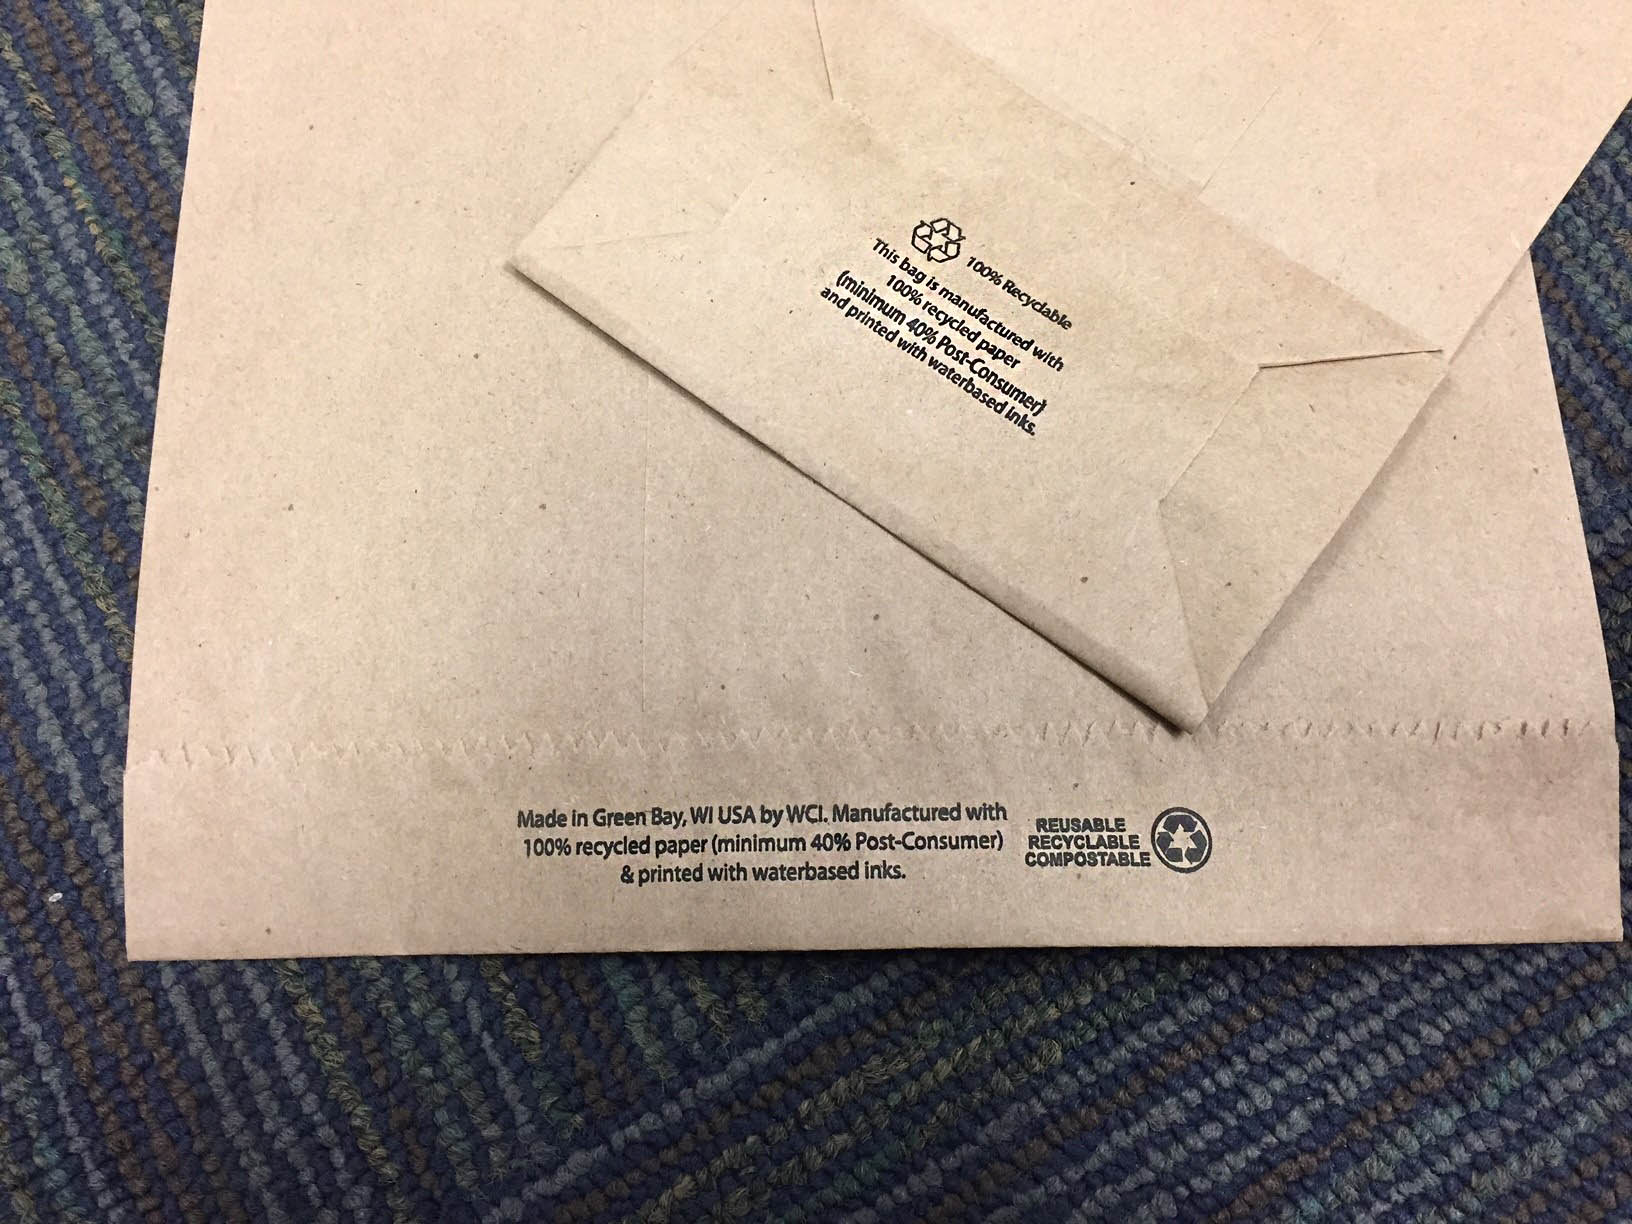 100% Recyclable
This bag is manufactured with
100% recycled paper
(minimum 40% Post-Consumer)
and printed with waterbased inks.
Made in Green Bay, WI USA by WCI. Manufactured with
100% recycled paper (minimum 40% Post-Consumer)
& printed with waterbased inks.
REUSABLE
RECYCLABLE
COMPOSTABLE